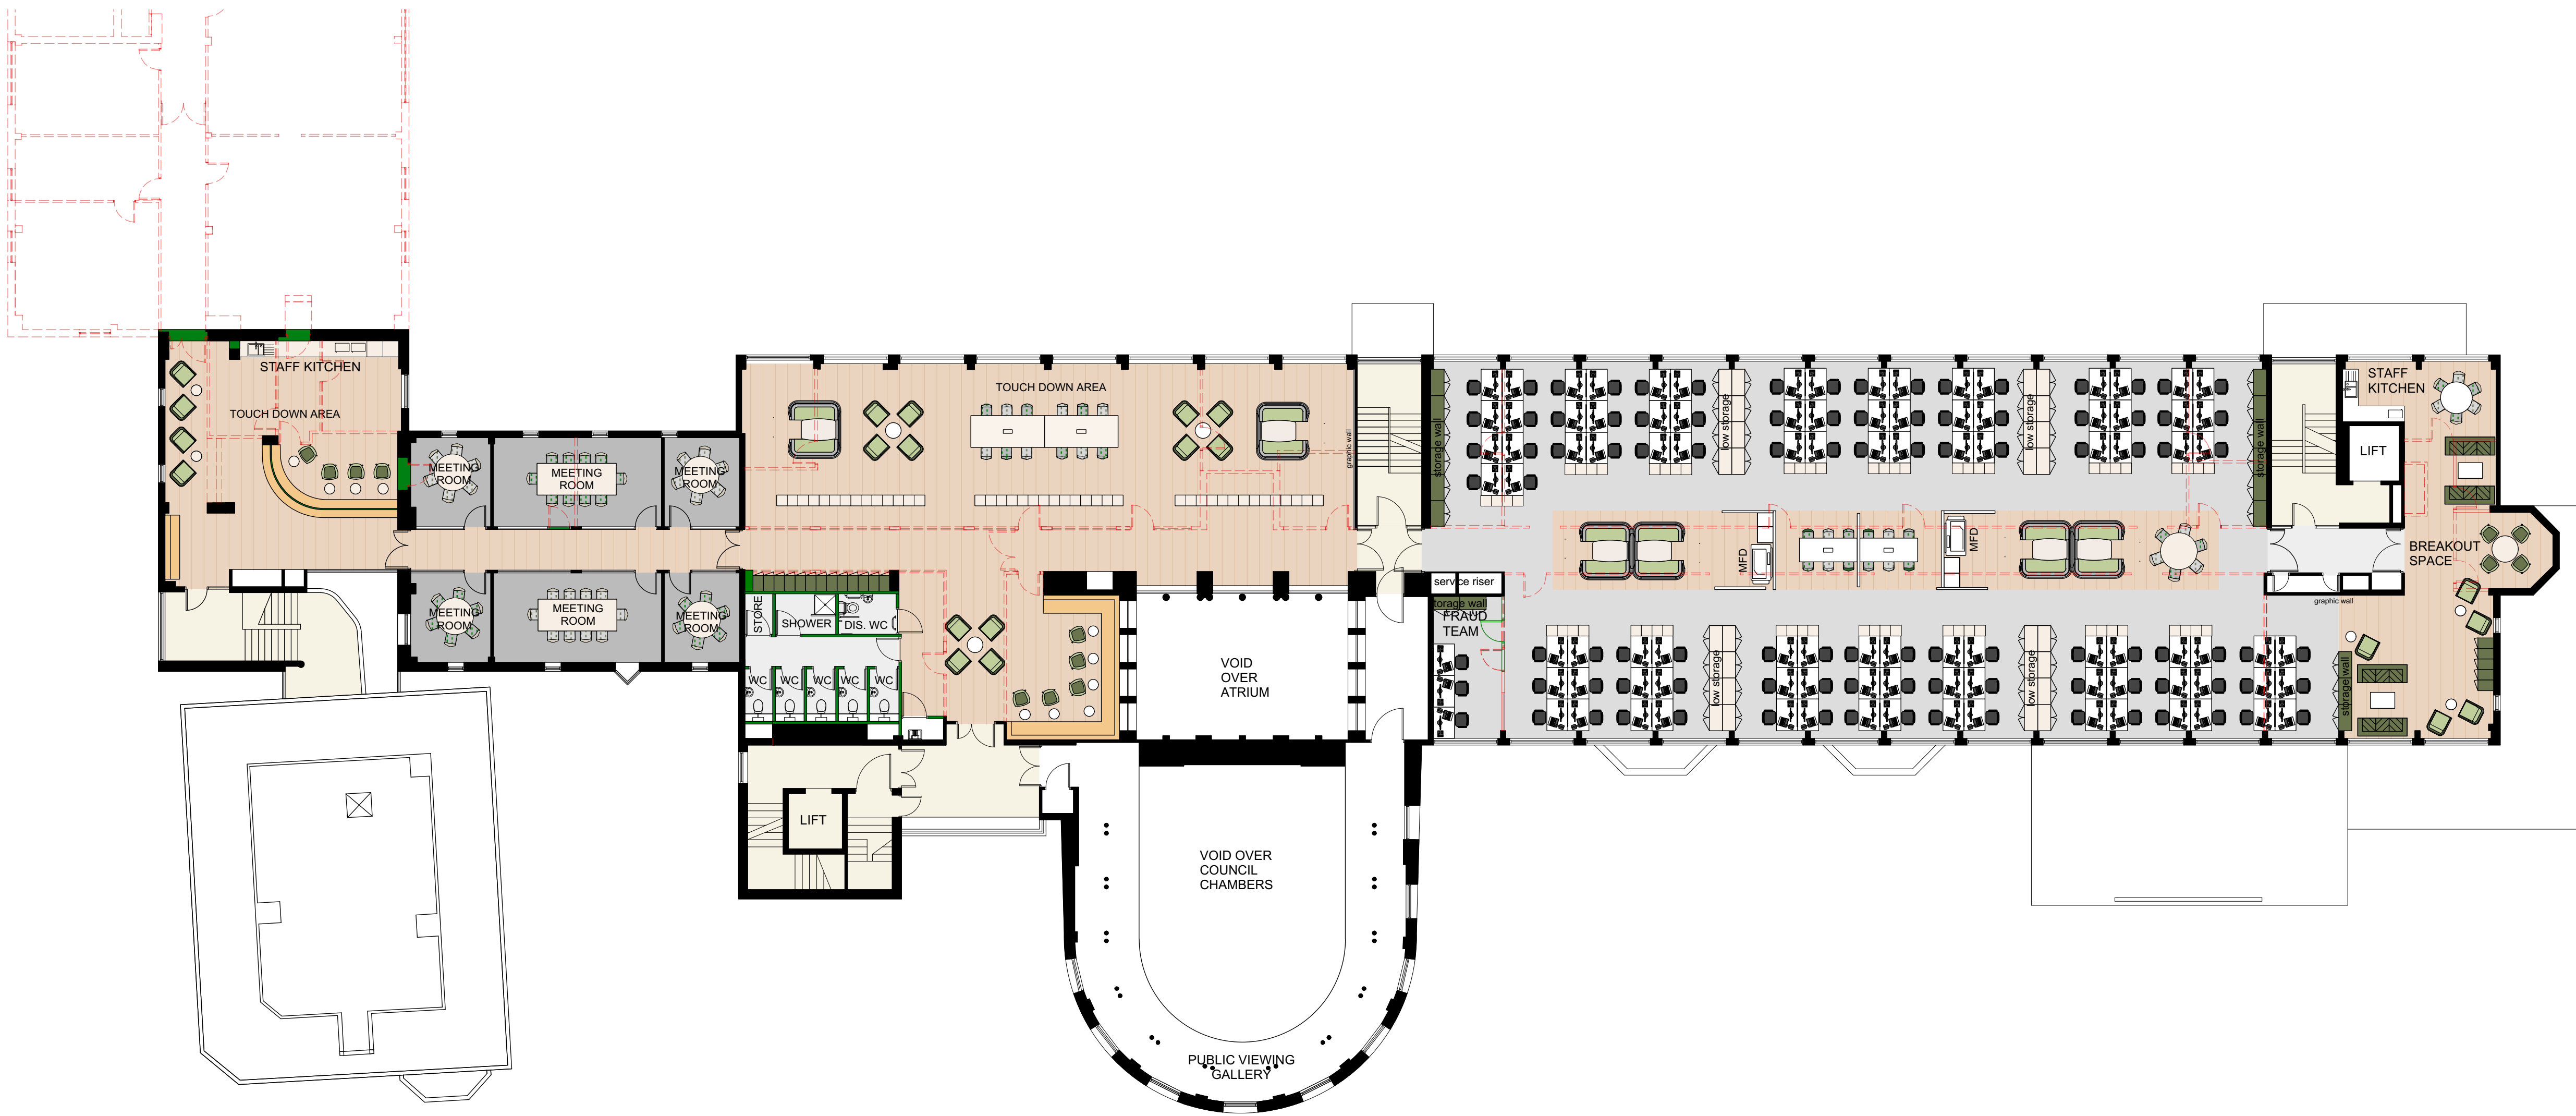 STAFF KITCHEN
TOUCH DOWN AREA
MEETING
ROOM
MEETING
ROOM
MEETING
ROOM
MEETING
ROOM
MEETING
ROOM
MEETING
ROOM
TOUCH DOWN AREA
graphic wall
STORE
SHOWER
DIS. WC
WC
WC
WC
WC
WC
LIFT
VOID
OVER
ATRIUM
VOID OVER
COUNCIL
CHAMBERS
PUBLIC VIEWING
GALLERY
storage wall
low storage
low storage
storage wall
MFD
MFD
service riser
storage wall
FRAUD
TEAM
low storage
low storage
storage wall
STAFF
KITCHEN
LIFT
BREAKOUT
SPACE
graphic wall